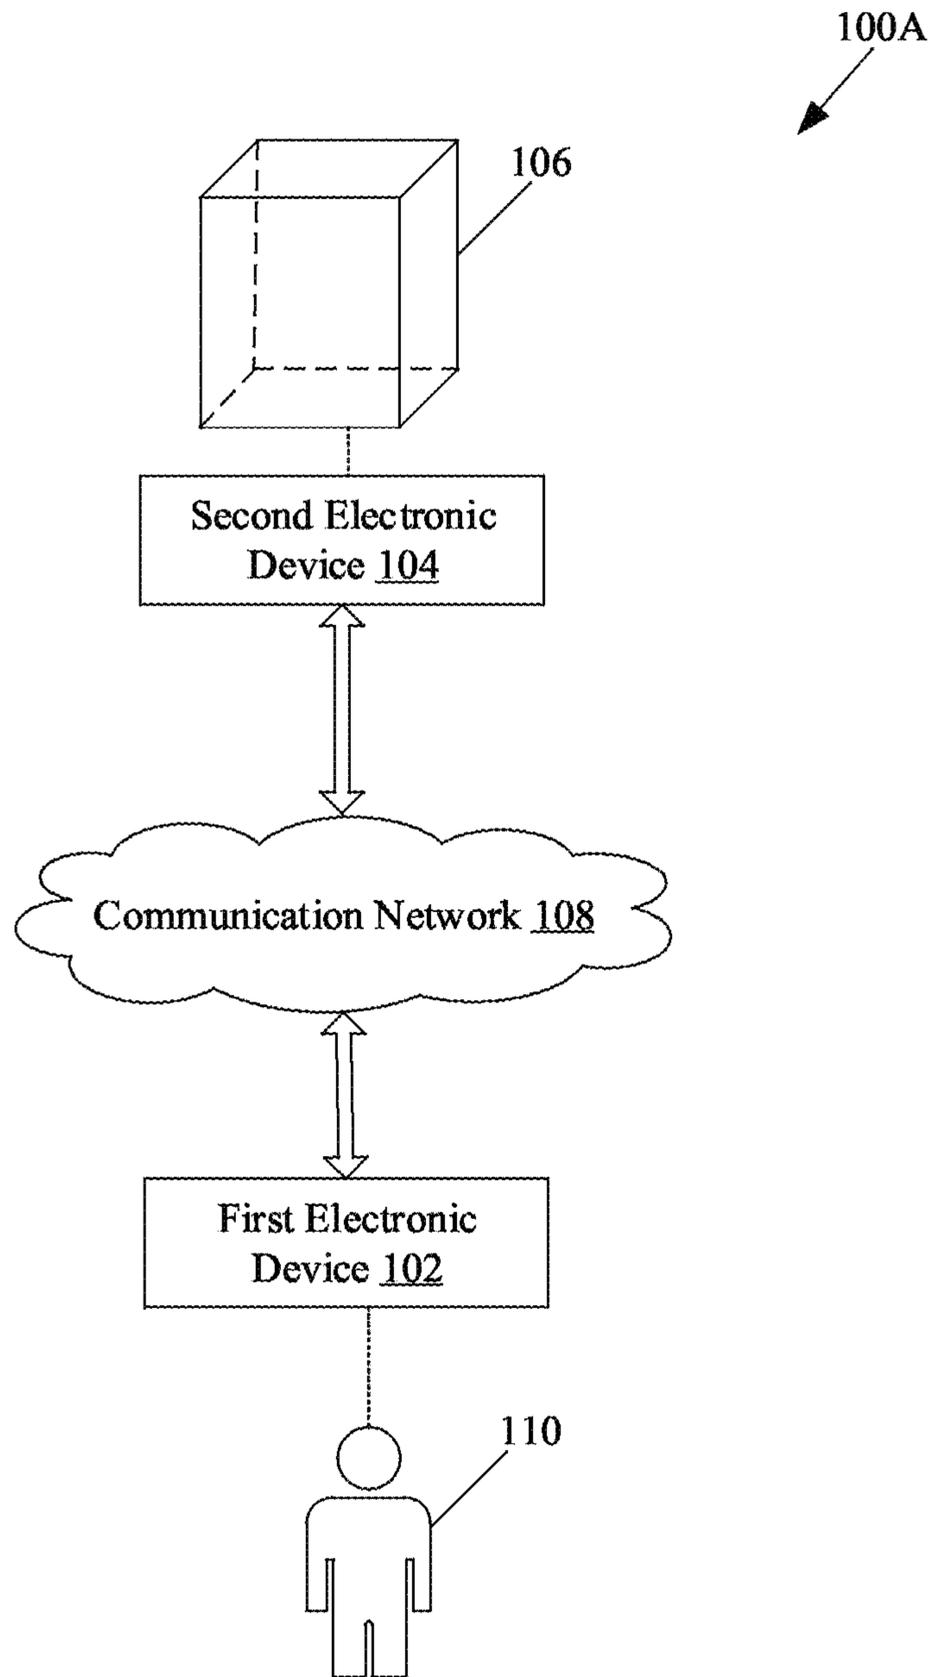 100A
106
Second Electronic
Device 104
Communication Network 108
First Electronic
Device 102
110